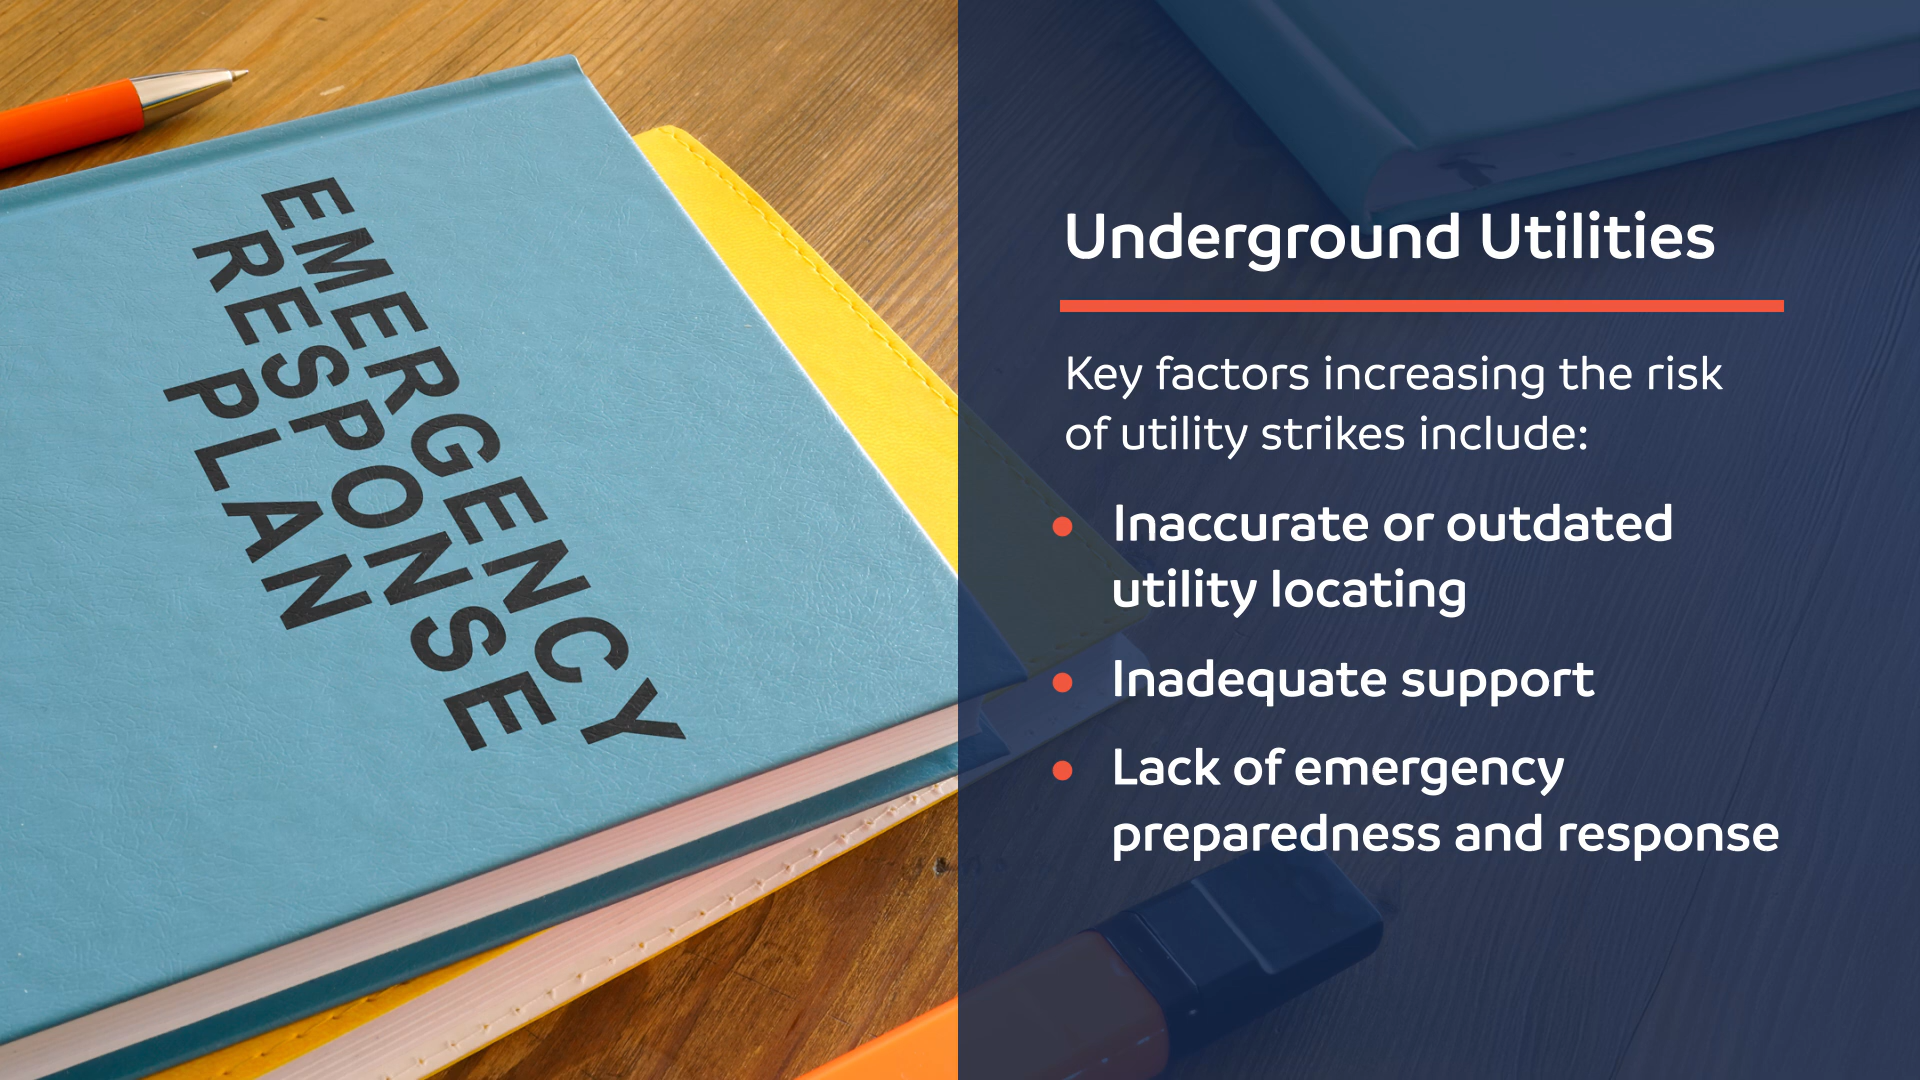 EMERGENCY
RESPONSE
PLAN
Underground Utilities
Key factors increasing the risk
of utility strikes include:
• Inaccurate or outdated
utility locating
• Inadequate support
• Lack of emergency
preparedness and response